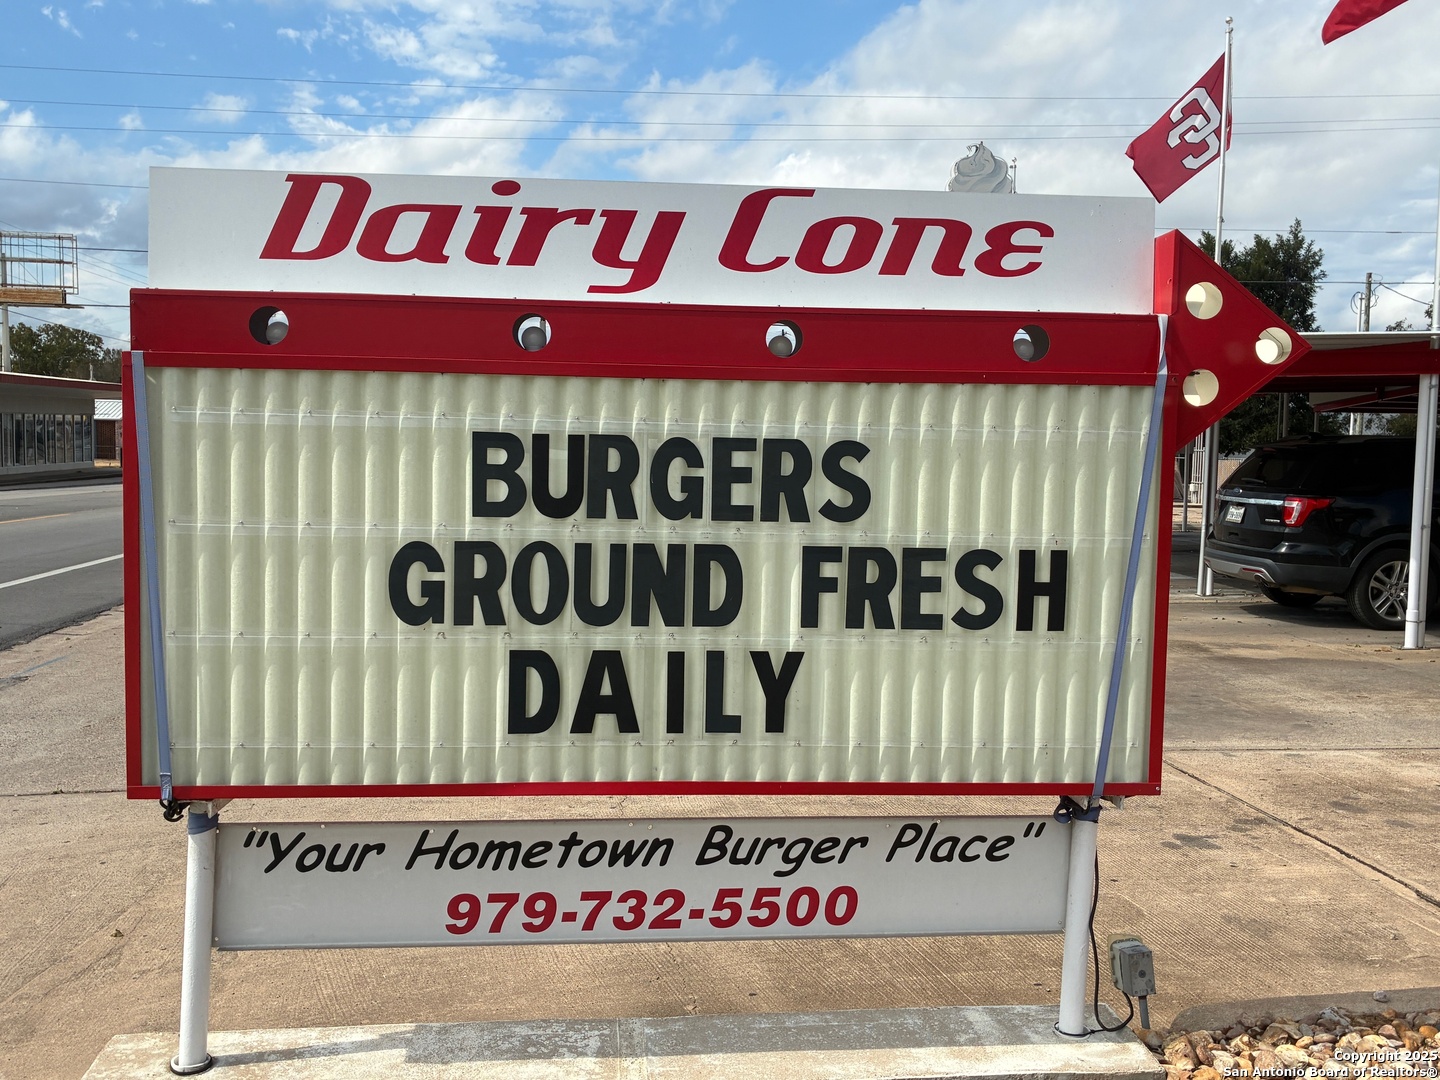 Dairy Cone
BURGERS
GROUND FRESH
DAILY
"Your Hometown Burger Place"
979-732-5500
Copyright 2025
San Antonio Board of Realtors®